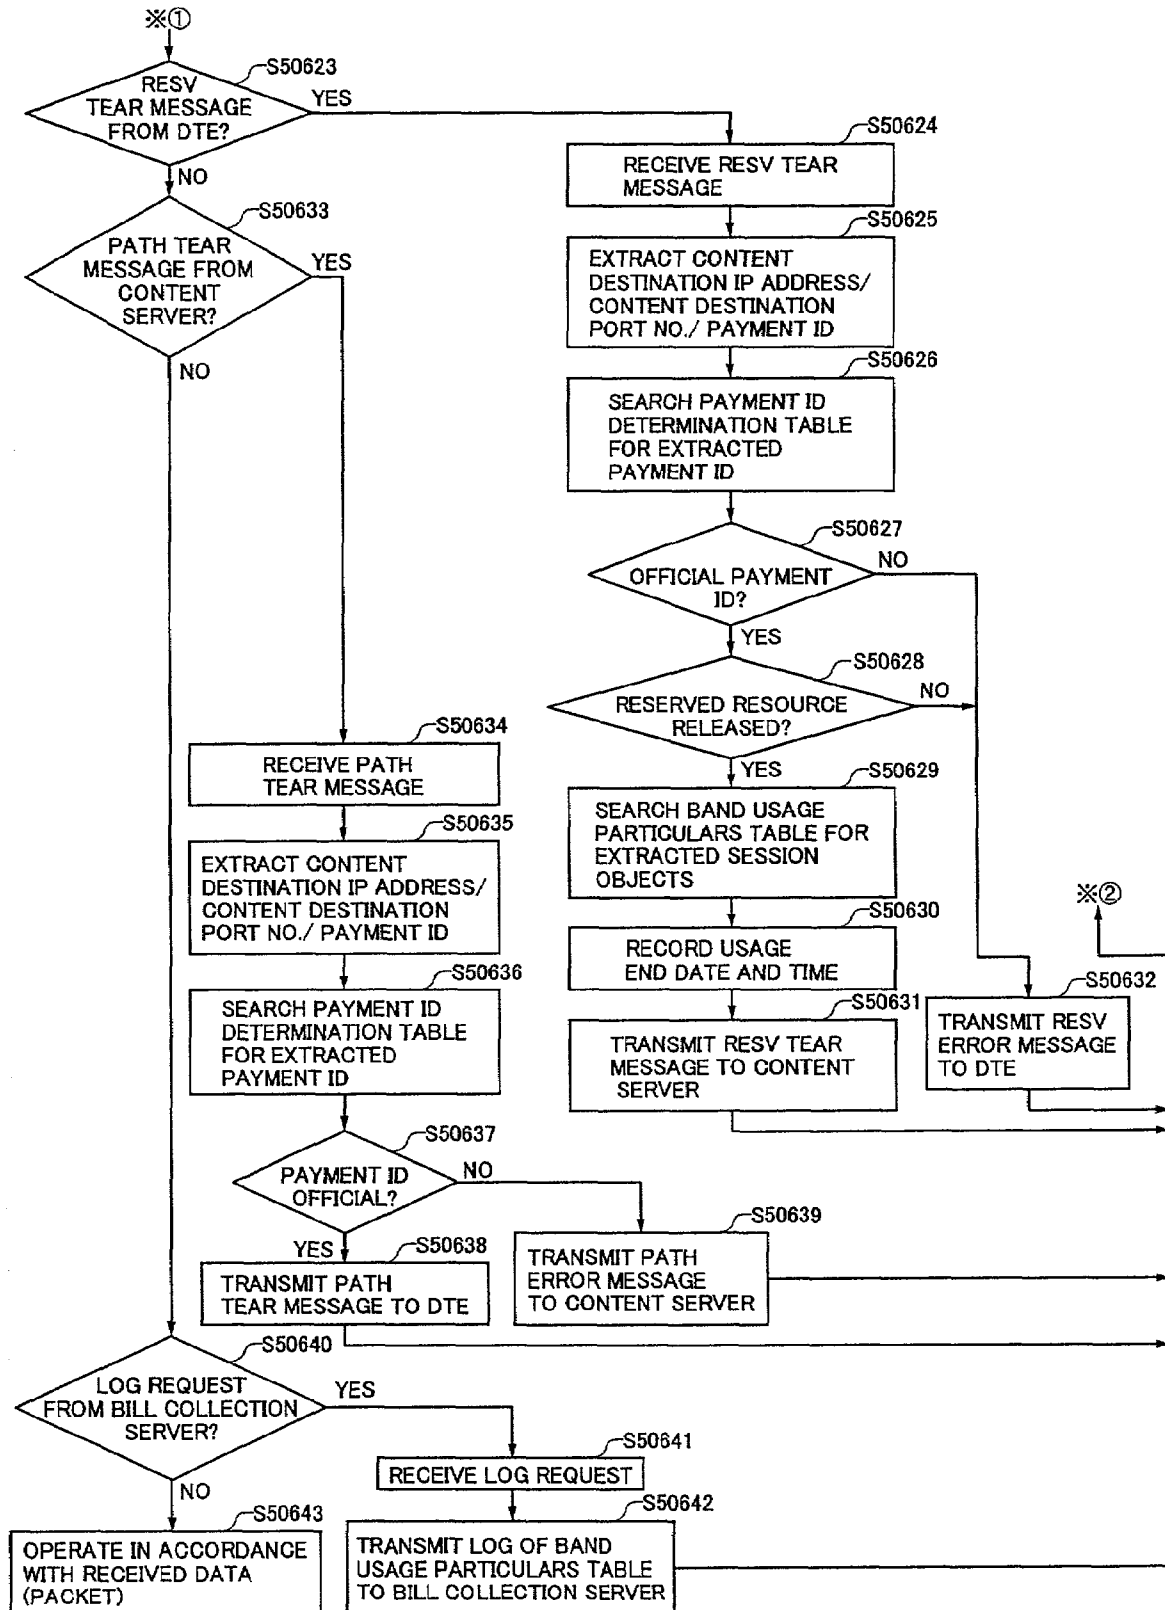 ※①
S50623
RESV
TEAR MESSAGE
FROM DTE?
YES
NO
S50624
RECEIVE RESV TEAR
MESSAGE
S50625
EXTRACT CONTENT
DESTINATION IP ADDRESS/
CONTENT DESTINATION
PORT NO./ PAYMENT ID
S50626
SEARCH PAYMENT ID
DETERMINATION TABLE
FOR EXTRACTED
PAYMENT ID
S50627
OFFICIAL PAYMENT
ID?
NO
YES
S50628
RESERVED RESOURCE
RELEASED?
NO
YES
S50629
SEARCH BAND USAGE
PARTICULARS TABLE FOR
EXTRACTED SESSION
OBJECTS
S50630
RECORD USAGE
END DATE AND TIME
S50631
TRANSMIT RESV TEAR
MESSAGE TO CONTENT
SERVER
※②
S50632
TRANSMIT RESV
ERROR MESSAGE
TO DTE
S50633
PATH TEAR
MESSAGE FROM
CONTENT
SERVER?
YES
NO
S50634
RECEIVE PATH
TEAR MESSAGE
S50635
EXTRACT CONTENT
DESTINATION IP ADDRESS/
CONTENT DESTINATION
PORT NO./ PAYMENT ID
S50636
SEARCH PAYMENT ID
DETERMINATION TABLE
FOR EXTRACTED
PAYMENT ID
S50637
PAYMENT ID
OFFICIAL?
NO
YES
S50638
TRANSMIT PATH
TEAR MESSAGE TO DTE
S50639
TRANSMIT PATH
ERROR MESSAGE
TO CONTENT SERVER
S50640
LOG REQUEST
FROM BILL COLLECTION
SERVER?
YES
NO
S50641
RECEIVE LOG REQUEST
S50642
TRANSMIT LOG OF BAND
USAGE PARTICULARS TABLE
TO BILL COLLECTION SERVER
S50643
OPERATE IN ACCORDANCE
WITH RECEIVED DATA
(PACKET)